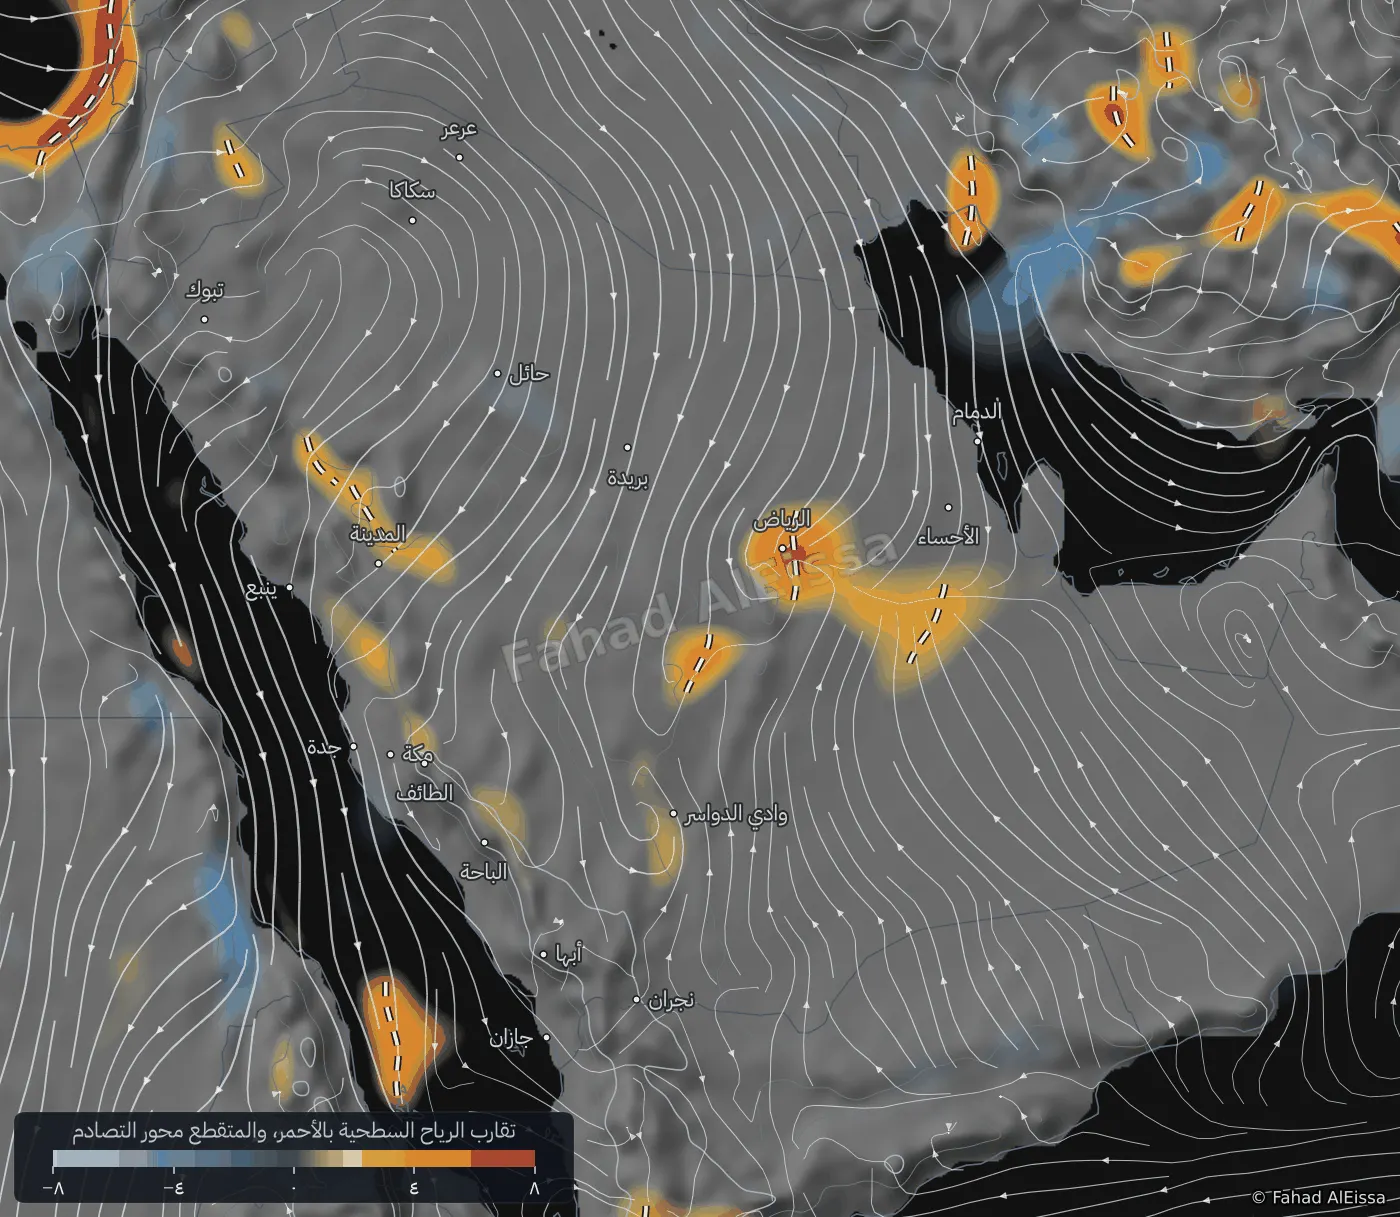 عرعر
سكاكا
تبوك
حائل
الدمام
بريدة
الرياض
الأحساء
المدينة
ينبع
Fahad AlEissa
جدة
مكة
الطائف
وادي الدواسر
الباحة
أبها
نجران
جازان
تقارب الرياح السطحية بالأحمر، والمتقطع محور التصادم
−٨ −٤ ٠ ٤ ٨
© Fahad AlEissa